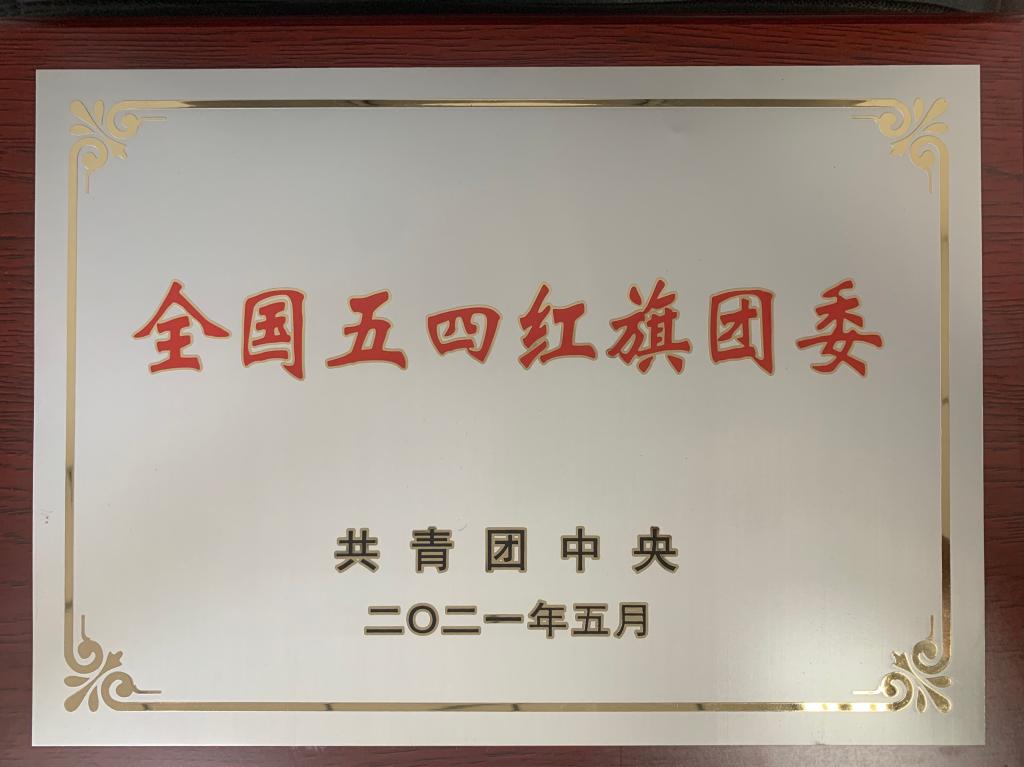 全国五四红旗团委
共青团中央
二〇二一年五月